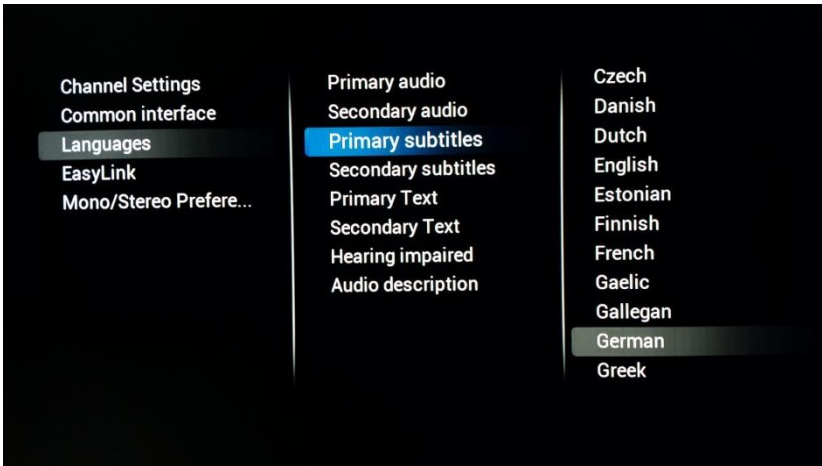 Channel Settings
Common interface
Languages
EasyLink
Mono/Stereo Prefere...
Primary audio
Secondary audio
Primary subtitles
Secondary subtitles
Primary Text
Secondary Text
Hearing impaired
Audio description
Czech
Danish
Dutch
English
Estonian
Finnish
French
Gaelic
Gallegan
German
Greek